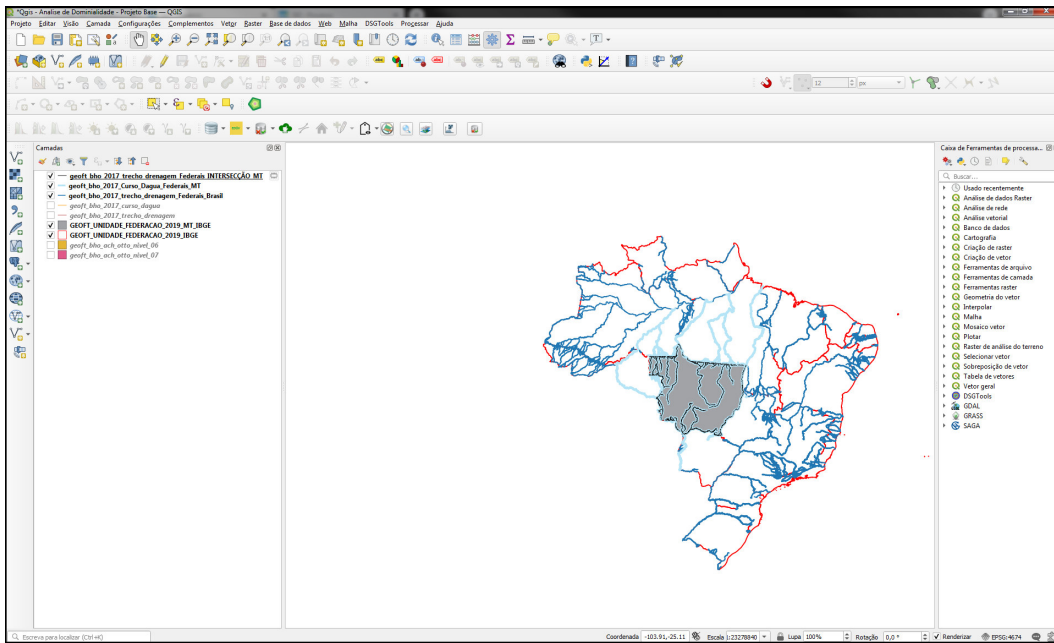 *Qgis - Analise de Dominialidade - Projeto Base — QGIS
Projeto Editar Visão Camada Configurações Complementos Vetor Raster Base de dados Web Malha DSGTools Processar Ajuda
12 px
Camadas
geoft_bho_2017_trecho_drenagem_Federais_INTERSECÇÃO_MT
geoft_bho_2017_Curso_Dagua_Federais_MT
geoft_bho_2017_trecho_drenagem_Federais_Brasil
geoft_bho_2017_curso_dagua
geoft_bho_2017_trecho_drenagem
GEOFT_UNIDADE_FEDERACAO_2019_MT_IBGE
GEOFT_UNIDADE_FEDERACAO_2019_IBGE
geoft_bho_ach_otto_nivel_06
geoft_bho_ach_otto_nivel_07
Caixa de Ferramentas de processa...
Buscar...
Usado recentemente
Análise de dados Raster
Análise de rede
Análise vetorial
Banco de dados
Cartografia
Criação de raster
Criação de vetor
Ferramentas de arquivo
Ferramentas de camada
Ferramentas raster
Geometria do vetor
Interpolar
Malha
Mosaico vetor
Plotar
Raster de análise do terreno
Selecionar vetor
Sobreposição de vetor
Tabela de vetores
Vetor geral
DSGTools
GDAL
GRASS
SAGA
Escreva para localizar (Ctrl+K)
Coordenada -103.91,-25.11 Escala 1:23278840 Lupa 100% Rotação 0,0 ° Renderizar EPSG:4674